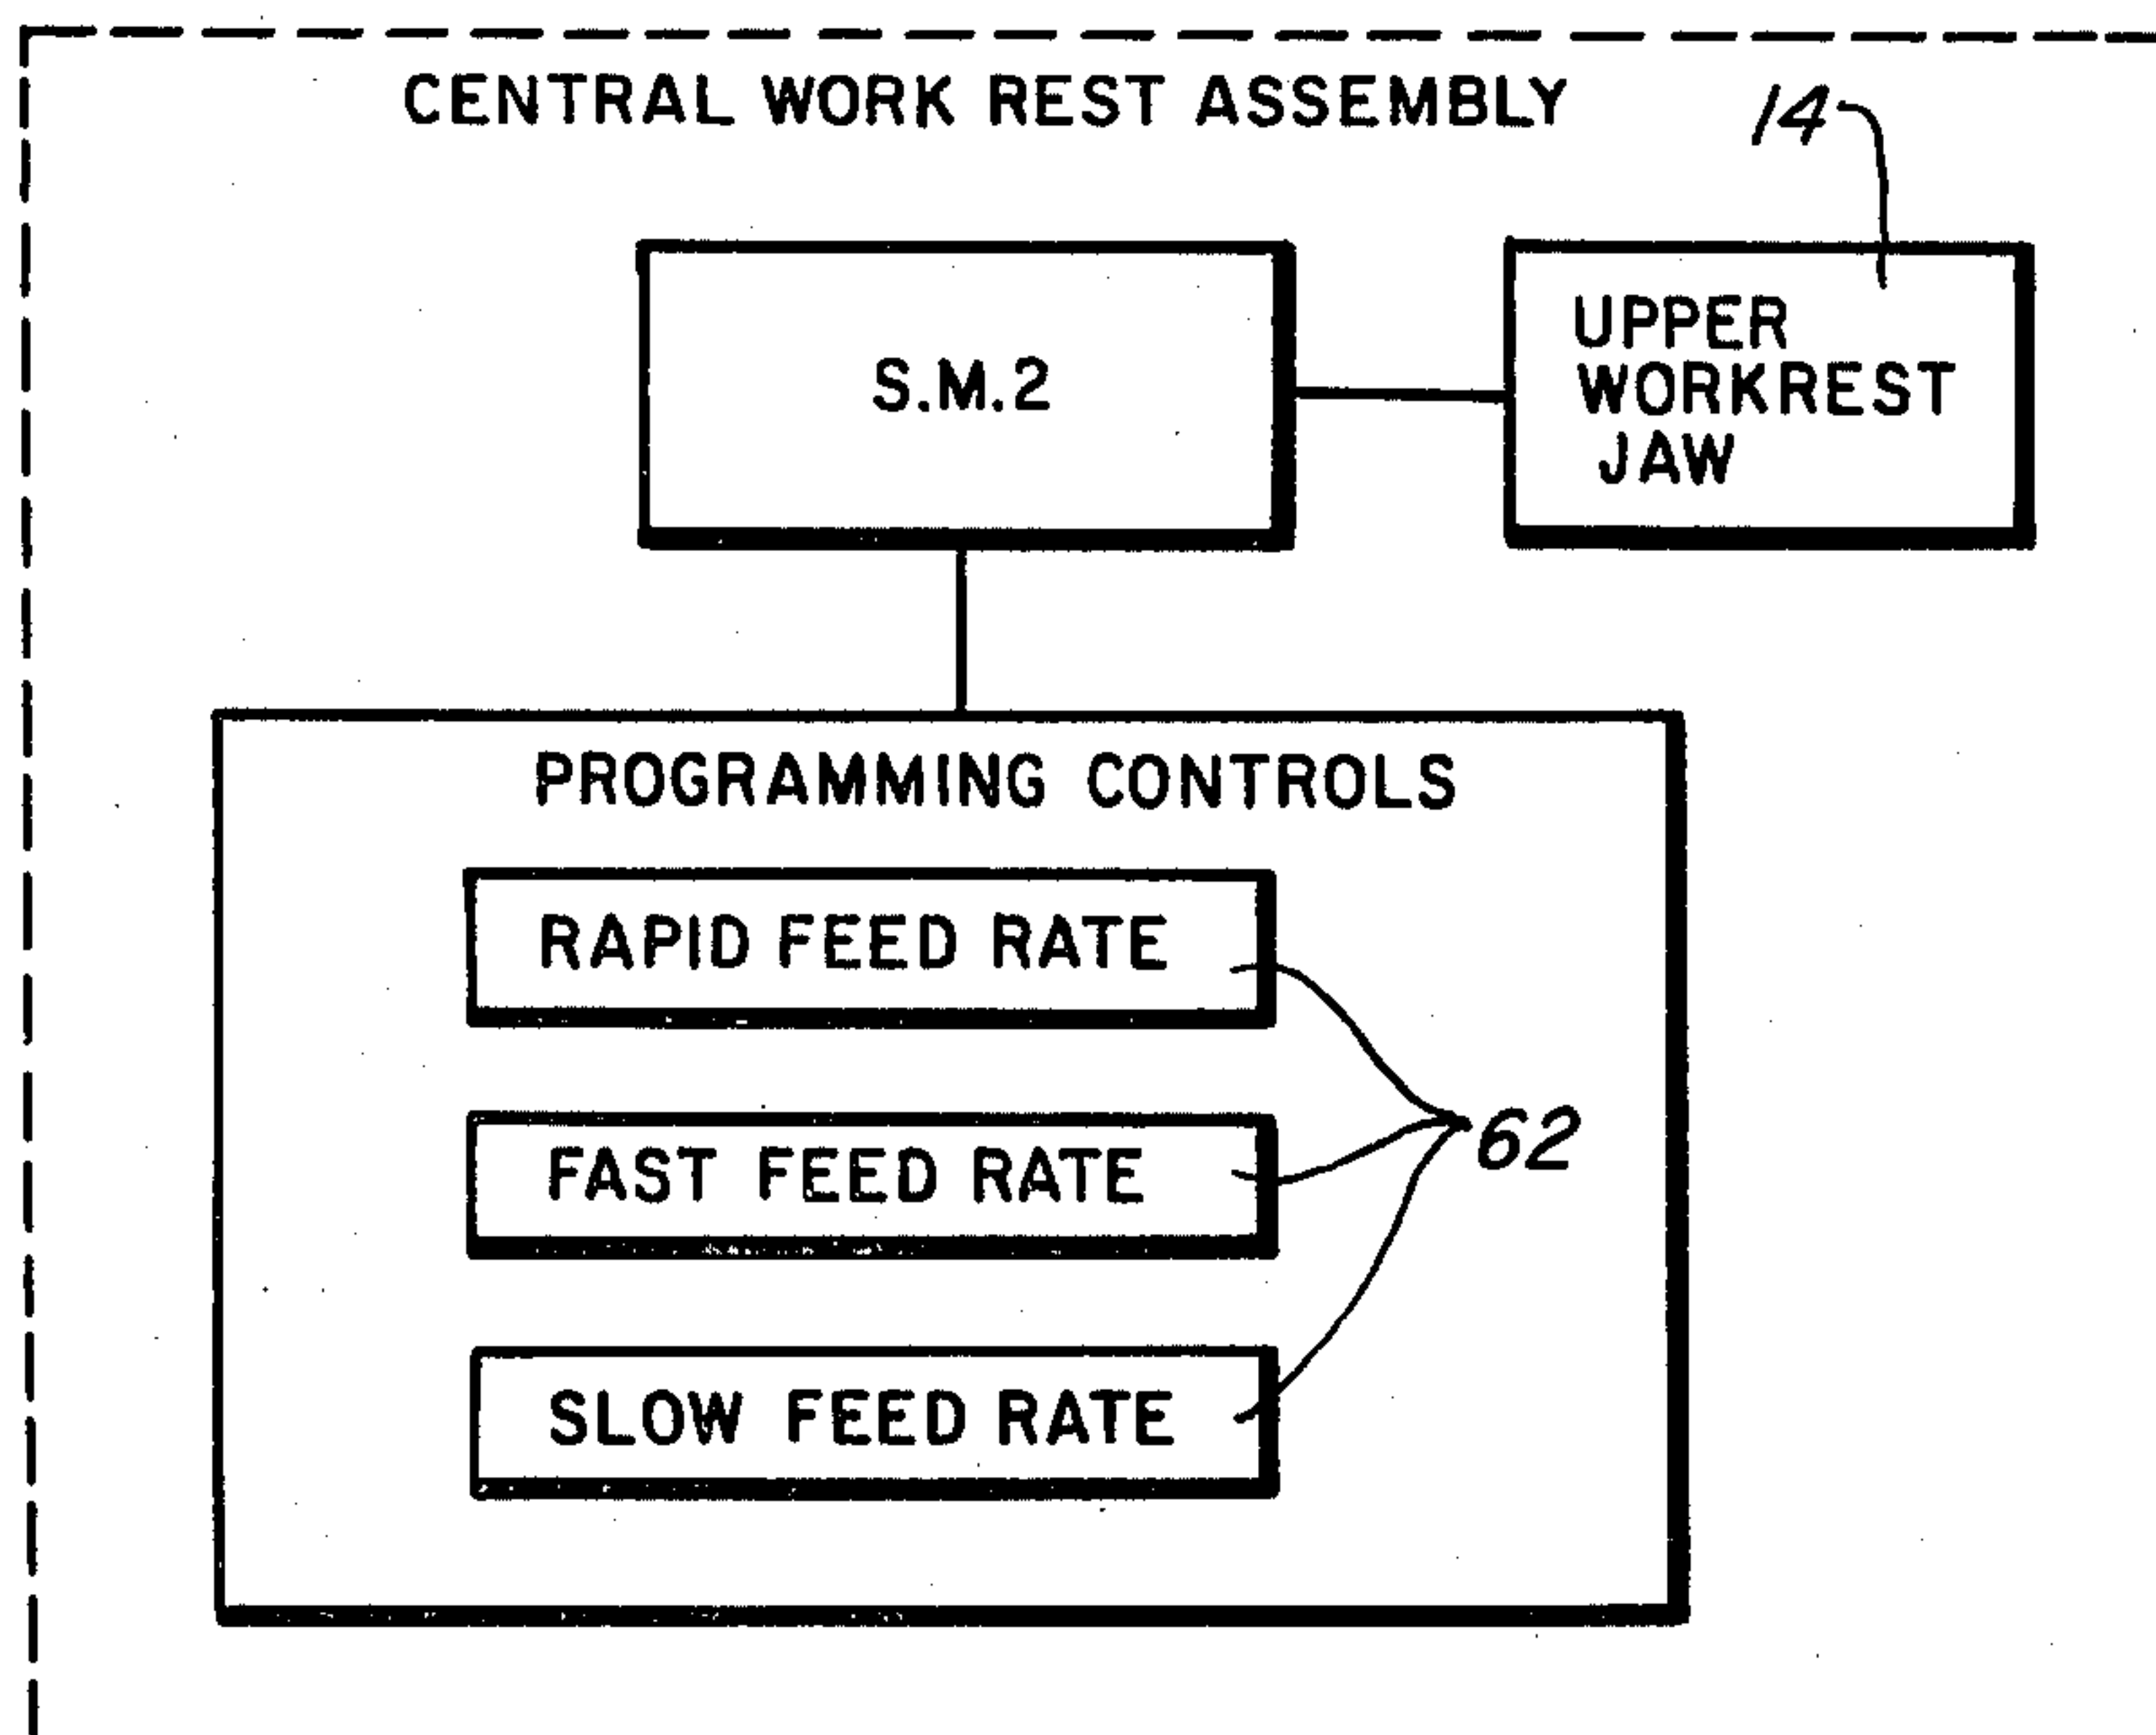 CENTRAL WORK REST ASSEMBLY
14
S.M.2
UPPER
WORKREST
JAW
PROGRAMMING CONTROLS
RAPID FEED RATE
FAST FEED RATE
62
SLOW FEED RATE